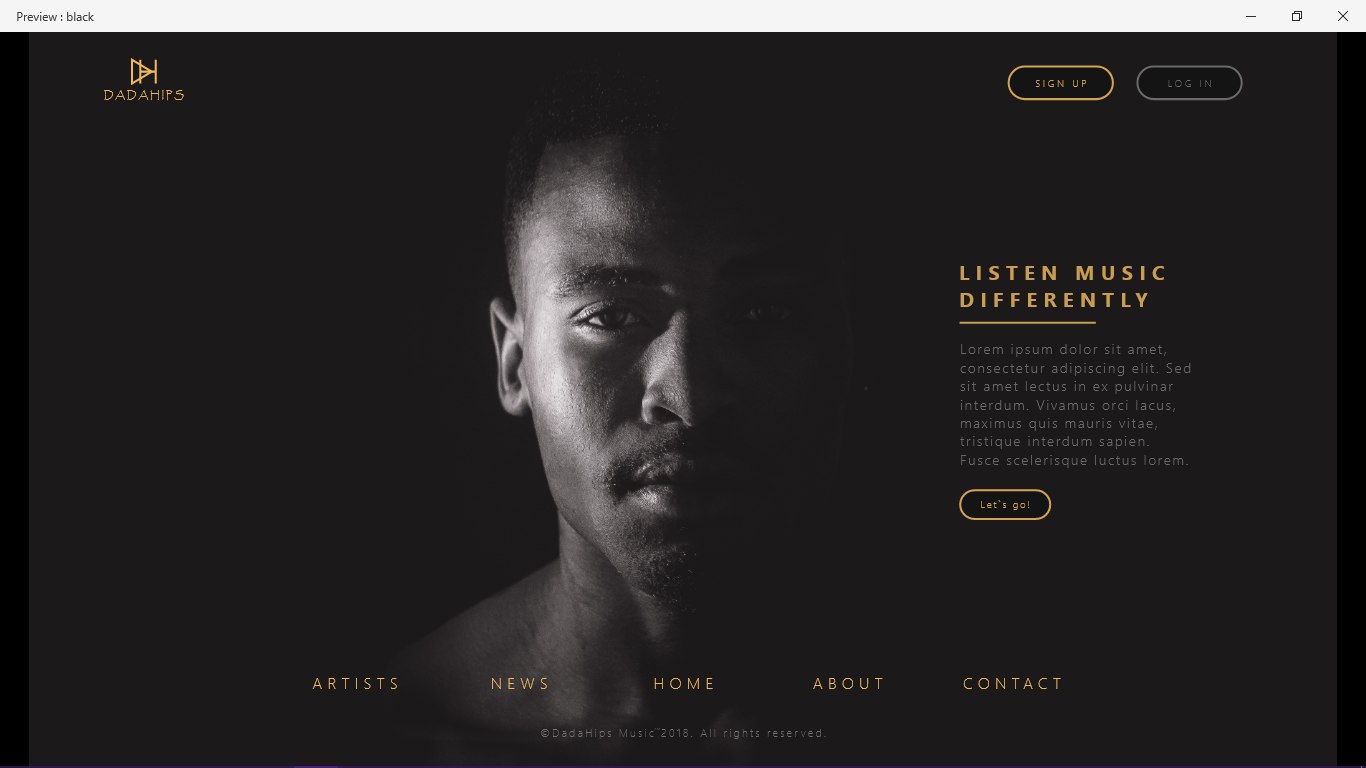 Preview : black
DADAHIPS
SIGN UP
LOG IN
LISTEN MUSIC
DIFFERENTLY
Lorem ipsum dolor sit amet,
consectetur adipiscing elit. Sed
sit amet lectus in ex pulvinar
interdum. Vivamus orci lacus,
maximus quis mauris vitae,
tristique interdum sapien.
Fusce scelerisque luctus lorem.
Let`s go!
ARTISTS NEWS HOME ABOUT CONTACT
©DadaHips Music`2018. All rights reserved.